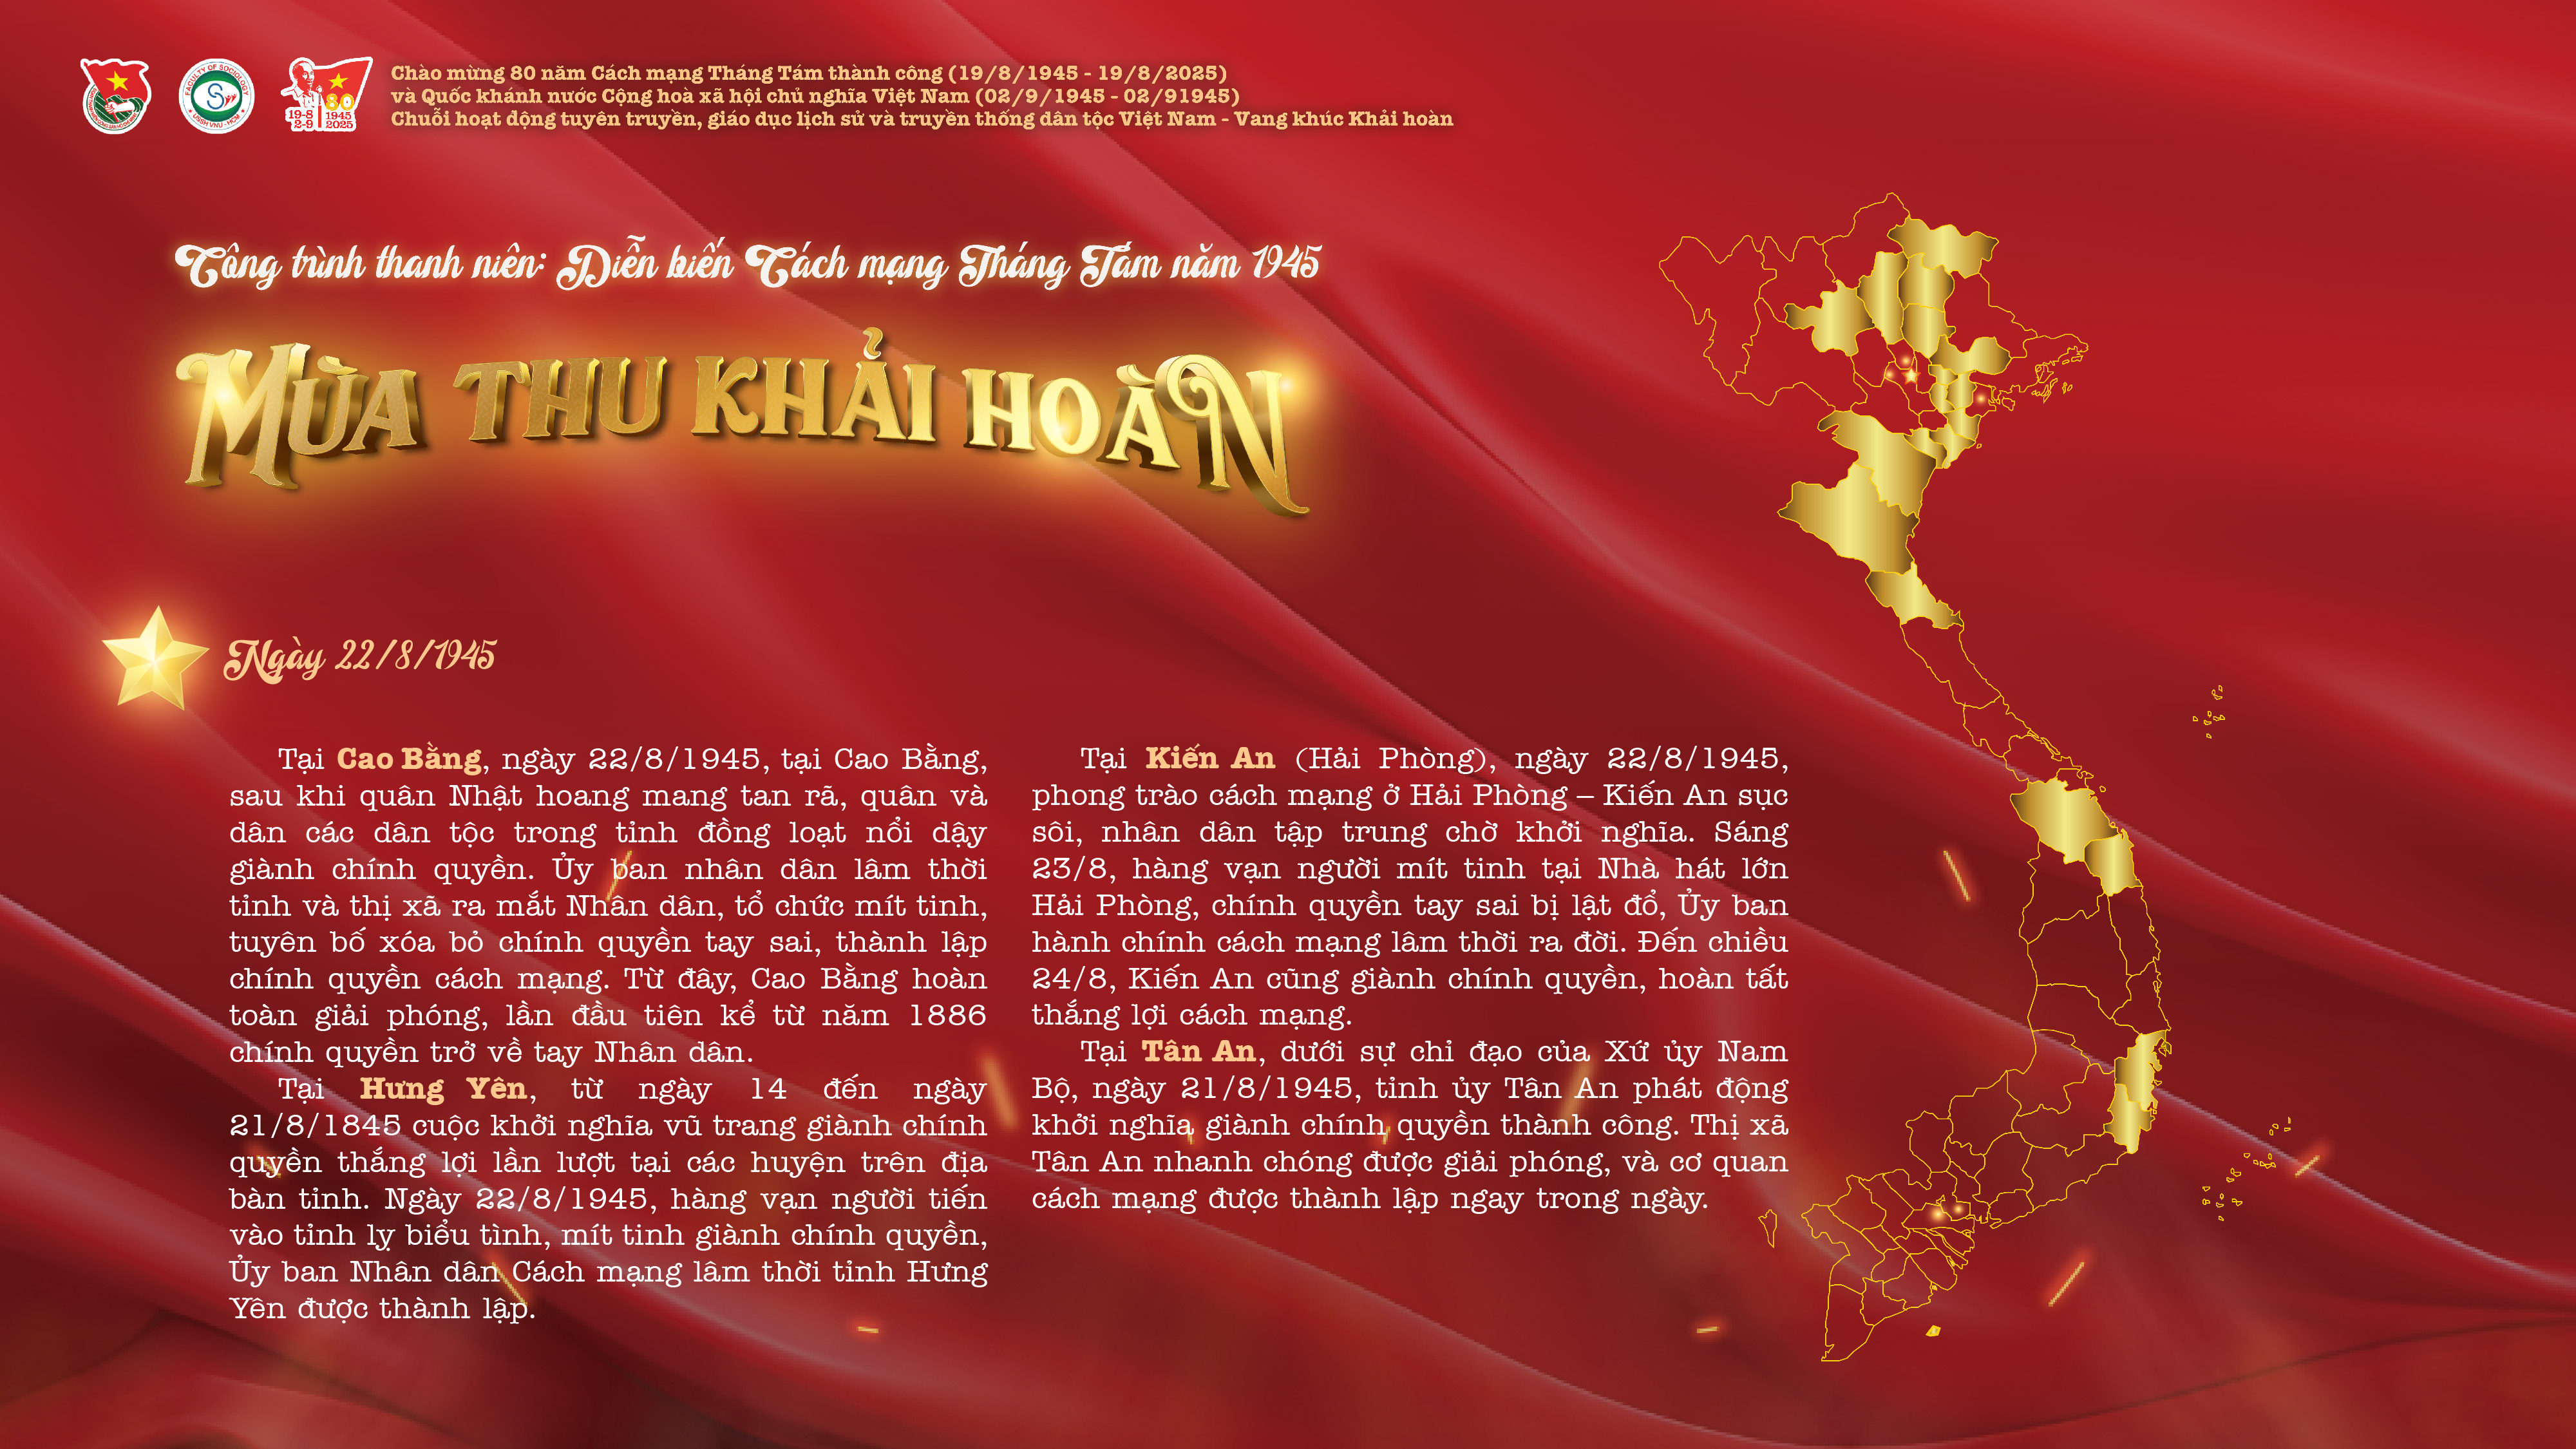 FACULTY OF SOCIOLOGY
USSH VNU - HCM
80
19-8 1945
2-9 2025
Chào mừng 80 năm Cách mạng Tháng Tám thành công (19/8/1945 - 19/8/2025)
và Quốc khánh nước Cộng hoà xã hội chủ nghĩa Việt Nam (02/9/1945 - 02/91945)
Chuỗi hoạt động tuyên truyền, giáo dục lịch sử và truyền thống dân tộc Việt Nam - Vang khúc Khải hoàn
Công trình thanh niên: Diễn biến Cách mạng Tháng Tám năm 1945
MÙA THU KHẢI HOÀN
Ngày 22/8/1945
Tại Cao Bằng, ngày 22/8/1945, tại Cao Bằng,
sau khi quân Nhật hoang mang tan rã, quân và
dân các dân tộc trong tỉnh đồng loạt nổi dậy
giành chính quyền. Ủy ban nhân dân lâm thời
tỉnh và thị xã ra mắt Nhân dân, tổ chức mít tinh,
tuyên bố xóa bỏ chính quyền tay sai, thành lập
chính quyền cách mạng. Từ đây, Cao Bằng hoàn
toàn giải phóng, lần đầu tiên kể từ năm 1886
chính quyền trở về tay Nhân dân.
Tại Hưng Yên, từ ngày 14 đến ngày
21/8/1845 cuộc khởi nghĩa vũ trang giành chính
quyền thắng lợi lần lượt tại các huyện trên địa
bàn tỉnh. Ngày 22/8/1945, hàng vạn người tiến
vào tỉnh lỵ biểu tình, mít tinh giành chính quyền,
Ủy ban Nhân dân Cách mạng lâm thời tỉnh Hưng
Yên được thành lập.
Tại Kiến An (Hải Phòng), ngày 22/8/1945,
phong trào cách mạng ở Hải Phòng – Kiến An sục
sôi, nhân dân tập trung chờ khởi nghĩa. Sáng
23/8, hàng vạn người mít tinh tại Nhà hát lớn
Hải Phòng, chính quyền tay sai bị lật đổ, Ủy ban
hành chính cách mạng lâm thời ra đời. Đến chiều
24/8, Kiến An cũng giành chính quyền, hoàn tất
thắng lợi cách mạng.
Tại Tân An, dưới sự chỉ đạo của Xứ ủy Nam
Bộ, ngày 21/8/1945, tỉnh ủy Tân An phát động
khởi nghĩa giành chính quyền thành công. Thị xã
Tân An nhanh chóng được giải phóng, và cơ quan
cách mạng được thành lập ngay trong ngày.